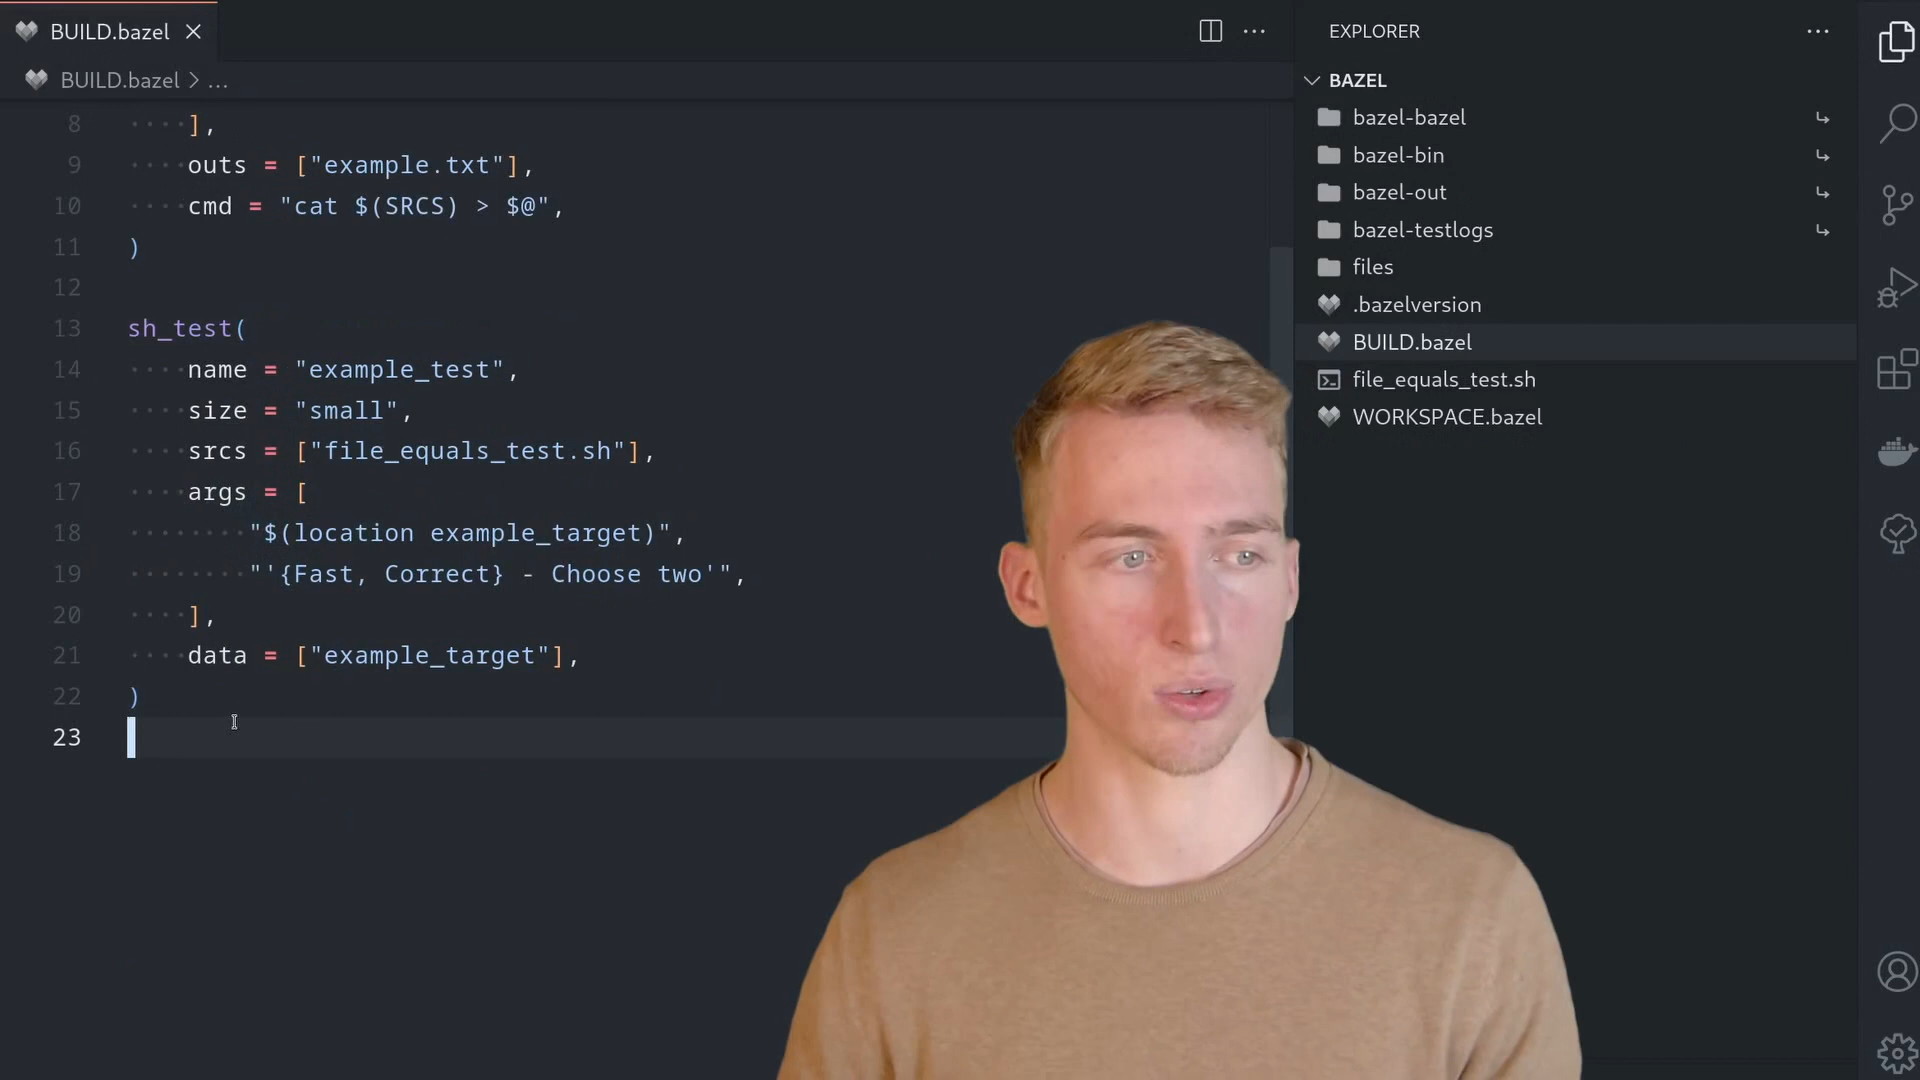 BUILD.bazel
EXPLORER
BUILD.bazel > ...
BAZEL
8 ],
9 outs = ["example.txt"],
10 cmd = "cat $(SRCS) > $@",
11 )
12
13 sh_test(
14 name = "example_test",
15 size = "small",
16 srcs = ["file_equals_test.sh"],
17 args = [
18 "$(location example_target)",
19 "'{Fast, Correct} - Choose two'",
20 ],
21 data = ["example_target"],
22 )
23
bazel-bazel
bazel-bin
bazel-out
bazel-testlogs
files
.bazelversion
BUILD.bazel
file_equals_test.sh
WORKSPACE.bazel